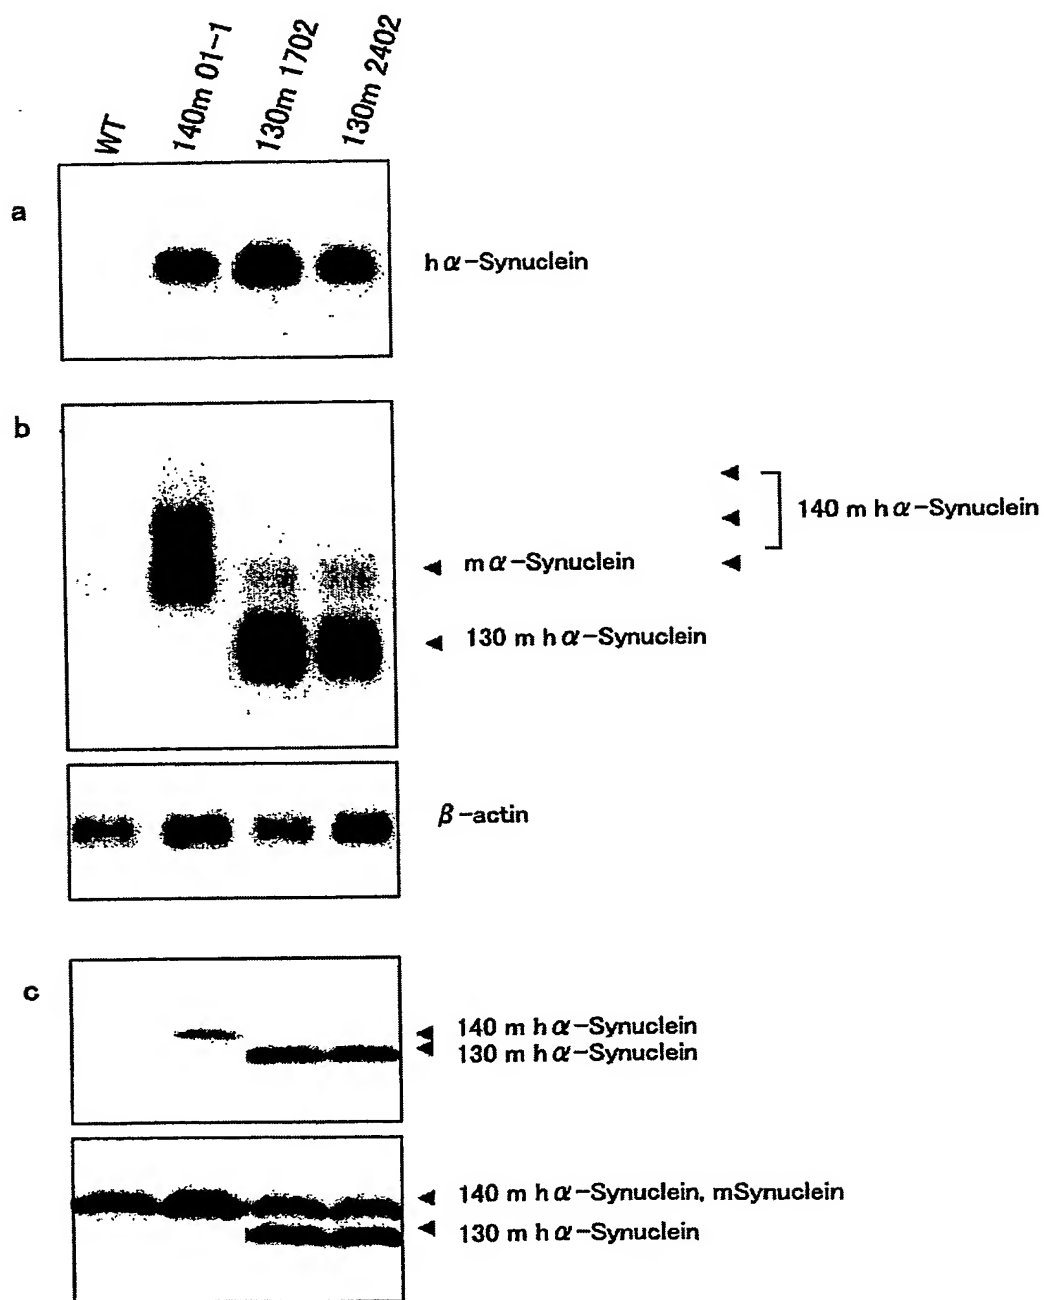 WT
140m 01-1
130m 1702
130m 2402
a
hα-Synuclein
b
140 m hα-Synuclein
mα-Synuclein
130 m hα-Synuclein
β-actin
c
140 m hα-Synuclein
130 m hα-Synuclein
140 m hα-Synuclein, mSynuclein
130 m hα-Synuclein